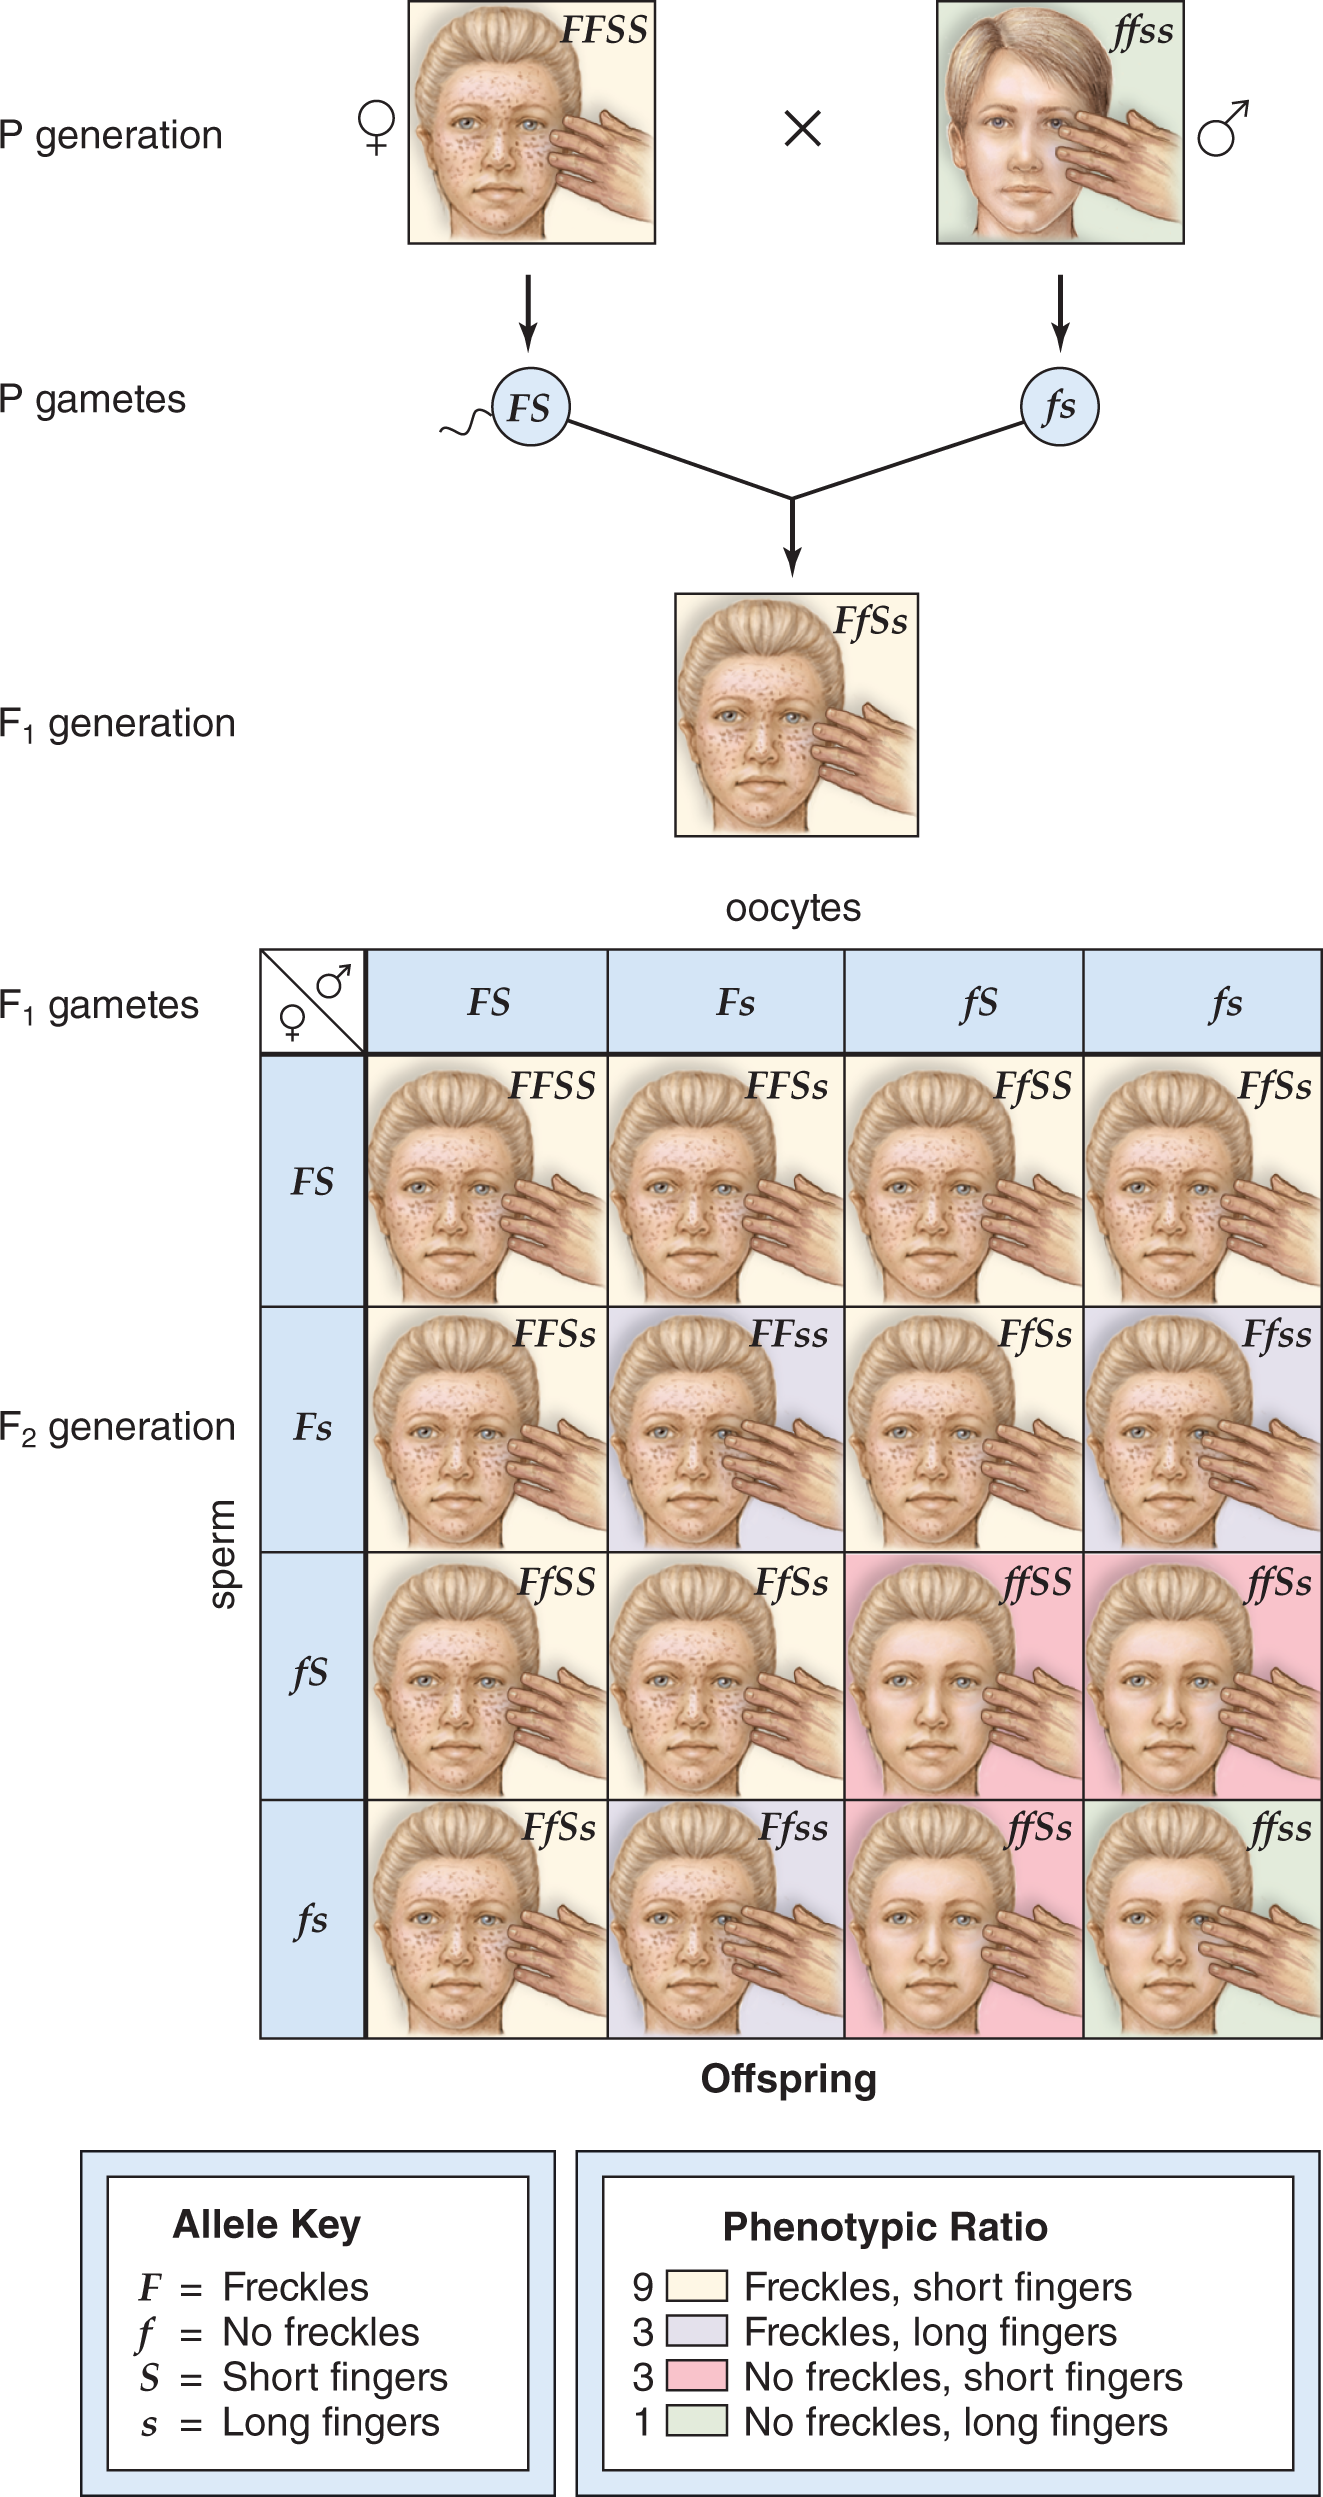 FFSS
ffss
P generation
P gametes
FS
fs
FfSs
F1 generation
oocytes
F1 gametes
FS Fs fS fs
FS
FFSS FFSs FfSS FfSs
F2 generation
sperm
Fs
FFSs FFss FfSs Ffss
fS
FfSS FfSs ffSS ffSs
fs
FfSs Ffss ffSs ffss
Offspring
Allele Key
F = Freckles
f = No freckles
S = Short fingers
s = Long fingers
Phenotypic Ratio
9 Freckles, short fingers
3 Freckles, long fingers
3 No freckles, short fingers
1 No freckles, long fingers